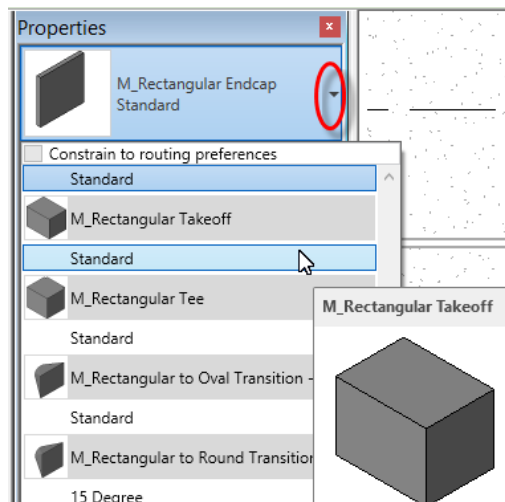 Properties
M_Rectangular Endcap
Standard
Constrain to routing preferences
Standard
M_Rectangular Takeoff
Standard
M_Rectangular Tee
Standard
M_Rectangular to Oval Transition -
Standard
M_Rectangular to Round Transition
15 Degree
M_Rectangular Takeoff